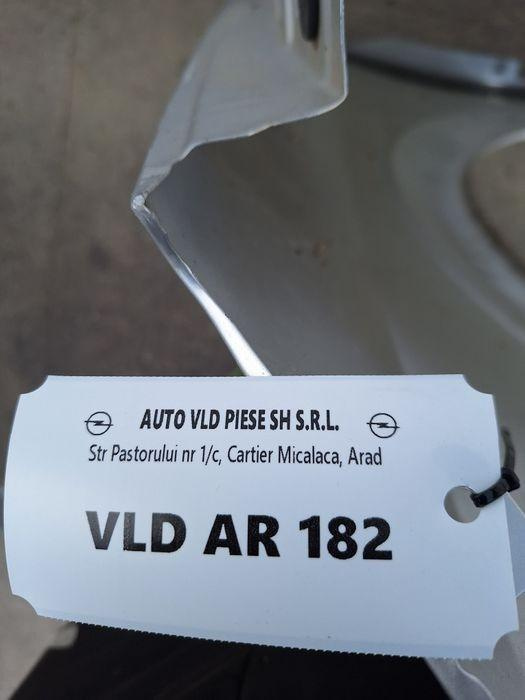 AUTO VLD PIESE SH S.R.L.
Str Pastorului nr 1/c, Cartier Micalaca, Arad
VLD AR 182